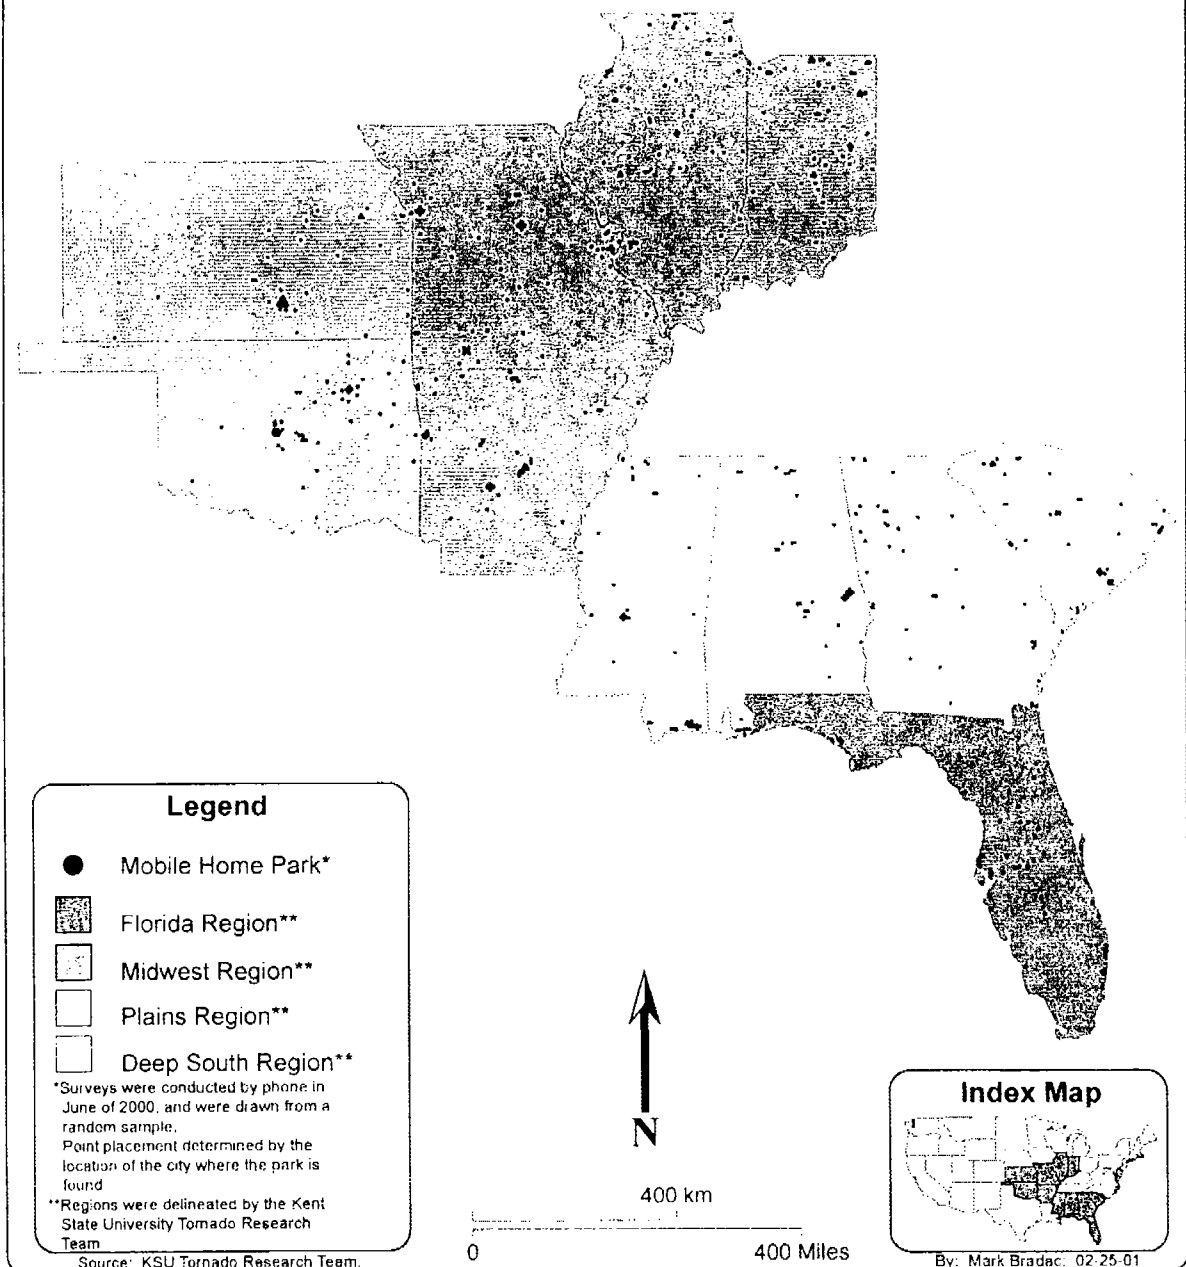 Legend
Mobile Home Park*
Florida Region**
Midwest Region**
Plains Region**
Deep South Region**
*Surveys were conducted by phone in
June of 2000, and were drawn from a
random sample.
Point placement determined by the
location of the city where the park is
found
**Regions were delineated by the Kent
State University Tornado Research
Team
Source: KSU Tornado Research Team.
N
400 km
0 400 Miles
Index Map
By: Mark Bradac: 02-25-01